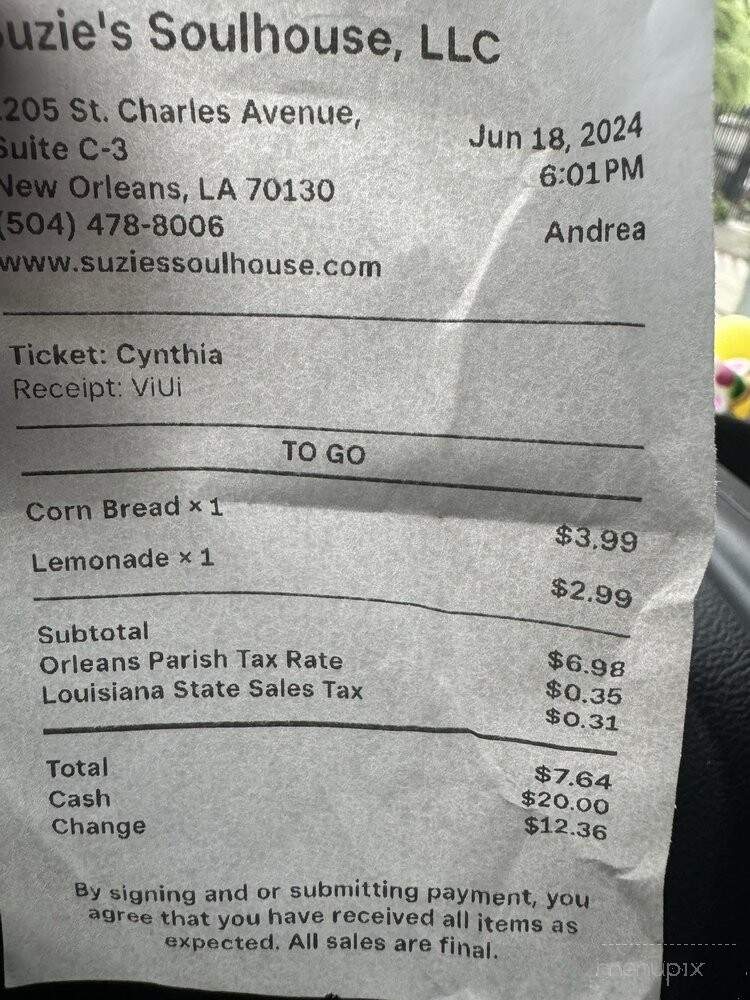 Suzie's Soulhouse, LLC
205 St. Charles Avenue,
Suite C-3
New Orleans, LA 70130
(504) 478-8006
www.suziessoulhouse.com
Jun 18, 2024
6:01PM
Andrea
Ticket: Cynthia
Receipt: ViUi
TO GO
Corn Bread × 1 $3.99
Lemonade × 1 $2.99
Subtotal $6.98
Orleans Parish Tax Rate $0.35
Louisiana State Sales Tax $0.31
Total $7.64
Cash $20.00
Change $12.36
By signing and or submitting payment, you
agree that you have received all items as
expected. All sales are final.
menupix